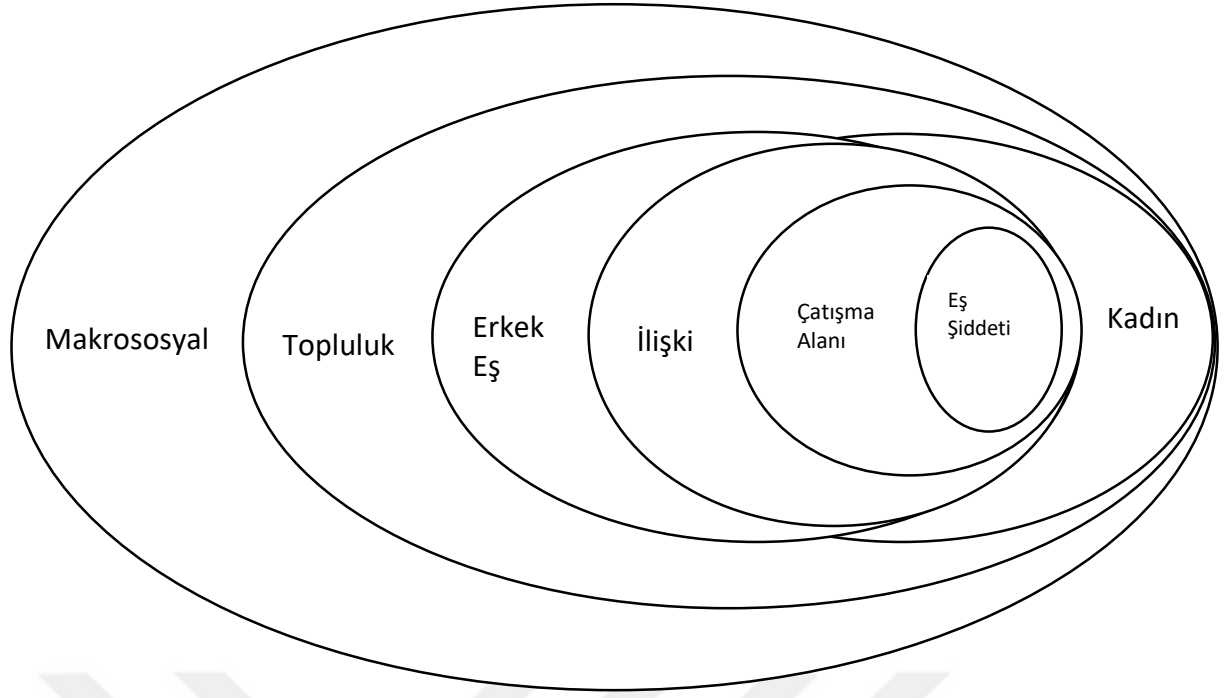 Makrososyal
Topluluk
Erkek
Eş
İlişki
Çatışma
Alanı
Eş
Şiddeti
Kadın